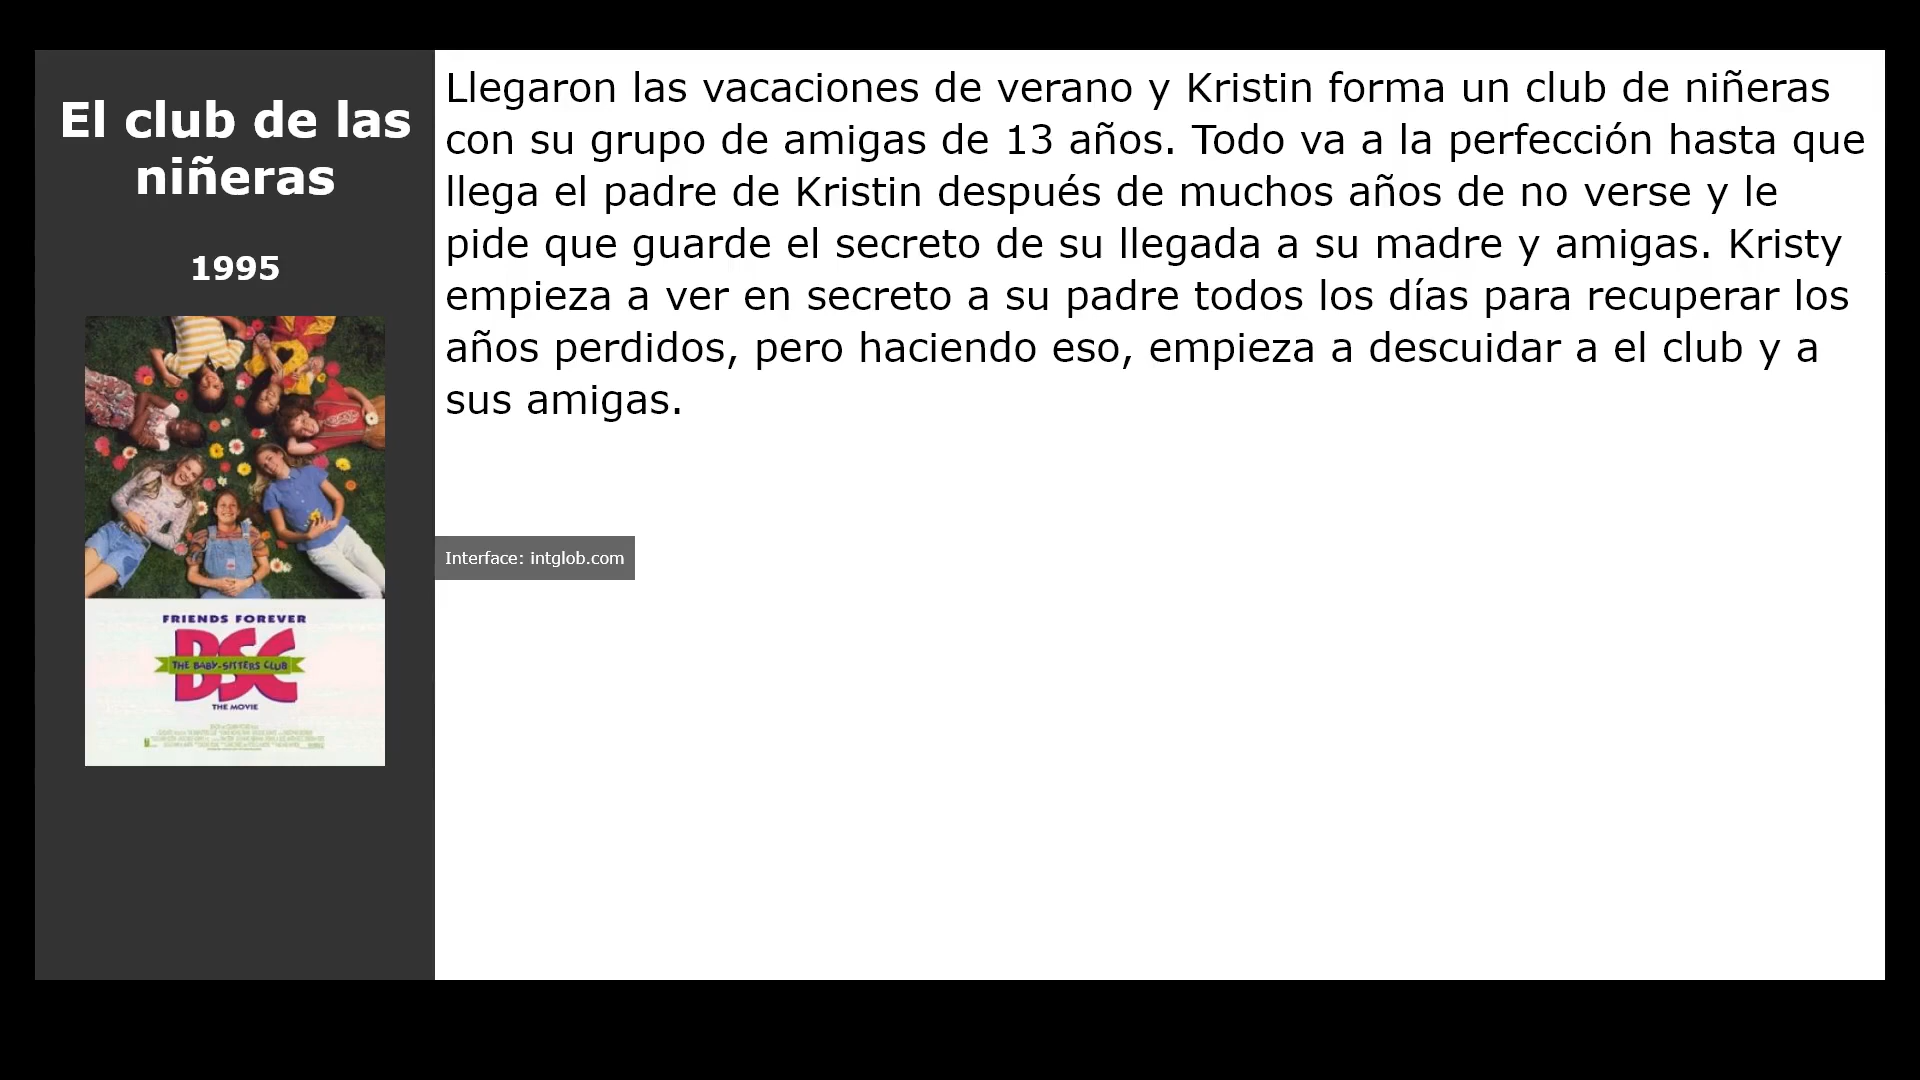 El club de las
niñeras
1995
FRIENDS FOREVER
BSC
THE BABY-SITTERS CLUB
THE MOVIE
Llegaron las vacaciones de verano y Kristin forma un club de niñeras
con su grupo de amigas de 13 años. Todo va a la perfección hasta que
llega el padre de Kristin después de muchos años de no verse y le
pide que guarde el secreto de su llegada a su madre y amigas. Kristy
empieza a ver en secreto a su padre todos los días para recuperar los
años perdidos, pero haciendo eso, empieza a descuidar a el club y a
sus amigas.
Interface: intglob.com